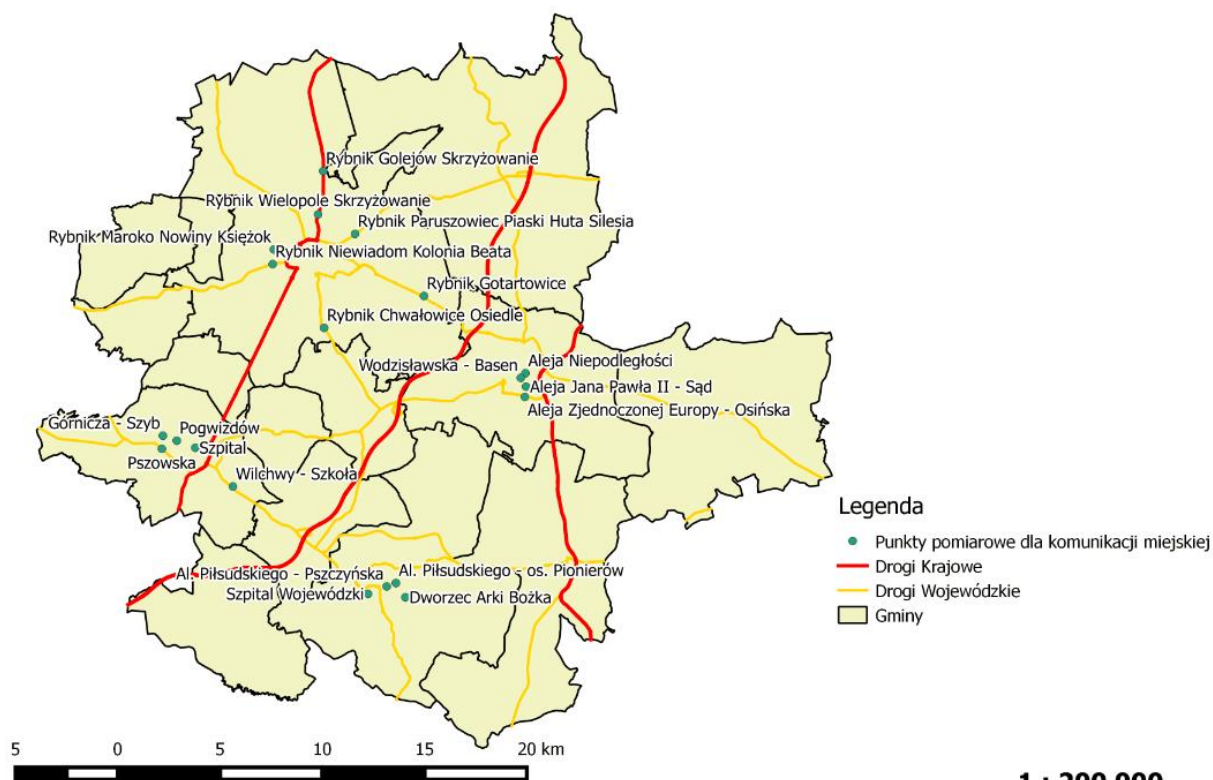 Rybnik Golejów Skrzyżowanie
Rybnik Wielopole Skrzyżowanie
Rybnik Paruszowiec Piaski Huta Silesia
Rybnik Maroko Nowiny Księżok
Rybnik Niewiadom Kolonia Beata
Rybnik Gotartowice
Rybnik Chwałowice Osiedle
Wodzisławska - Basen
Aleja Niepodległości
Aleja Jana Pawła II - Sąd
Aleja Zjednoczonej Europy - Osińska
Górnicza - Szyb
Pogwizdów
Szpital
Pszowska
Wilchwy - Szkoła
Al. Piłsudskiego - Pszczyńska
Al. Piłsudskiego - os. Pionierów
Szpital Wojewódzki
Dworzec Arki Bożka
Legenda
Punkty pomiarowe dla komunikacji miejskiej
Drogi Krajowe
Drogi Wojewódzkie
Gminy
5 0 5 10 15 20 km